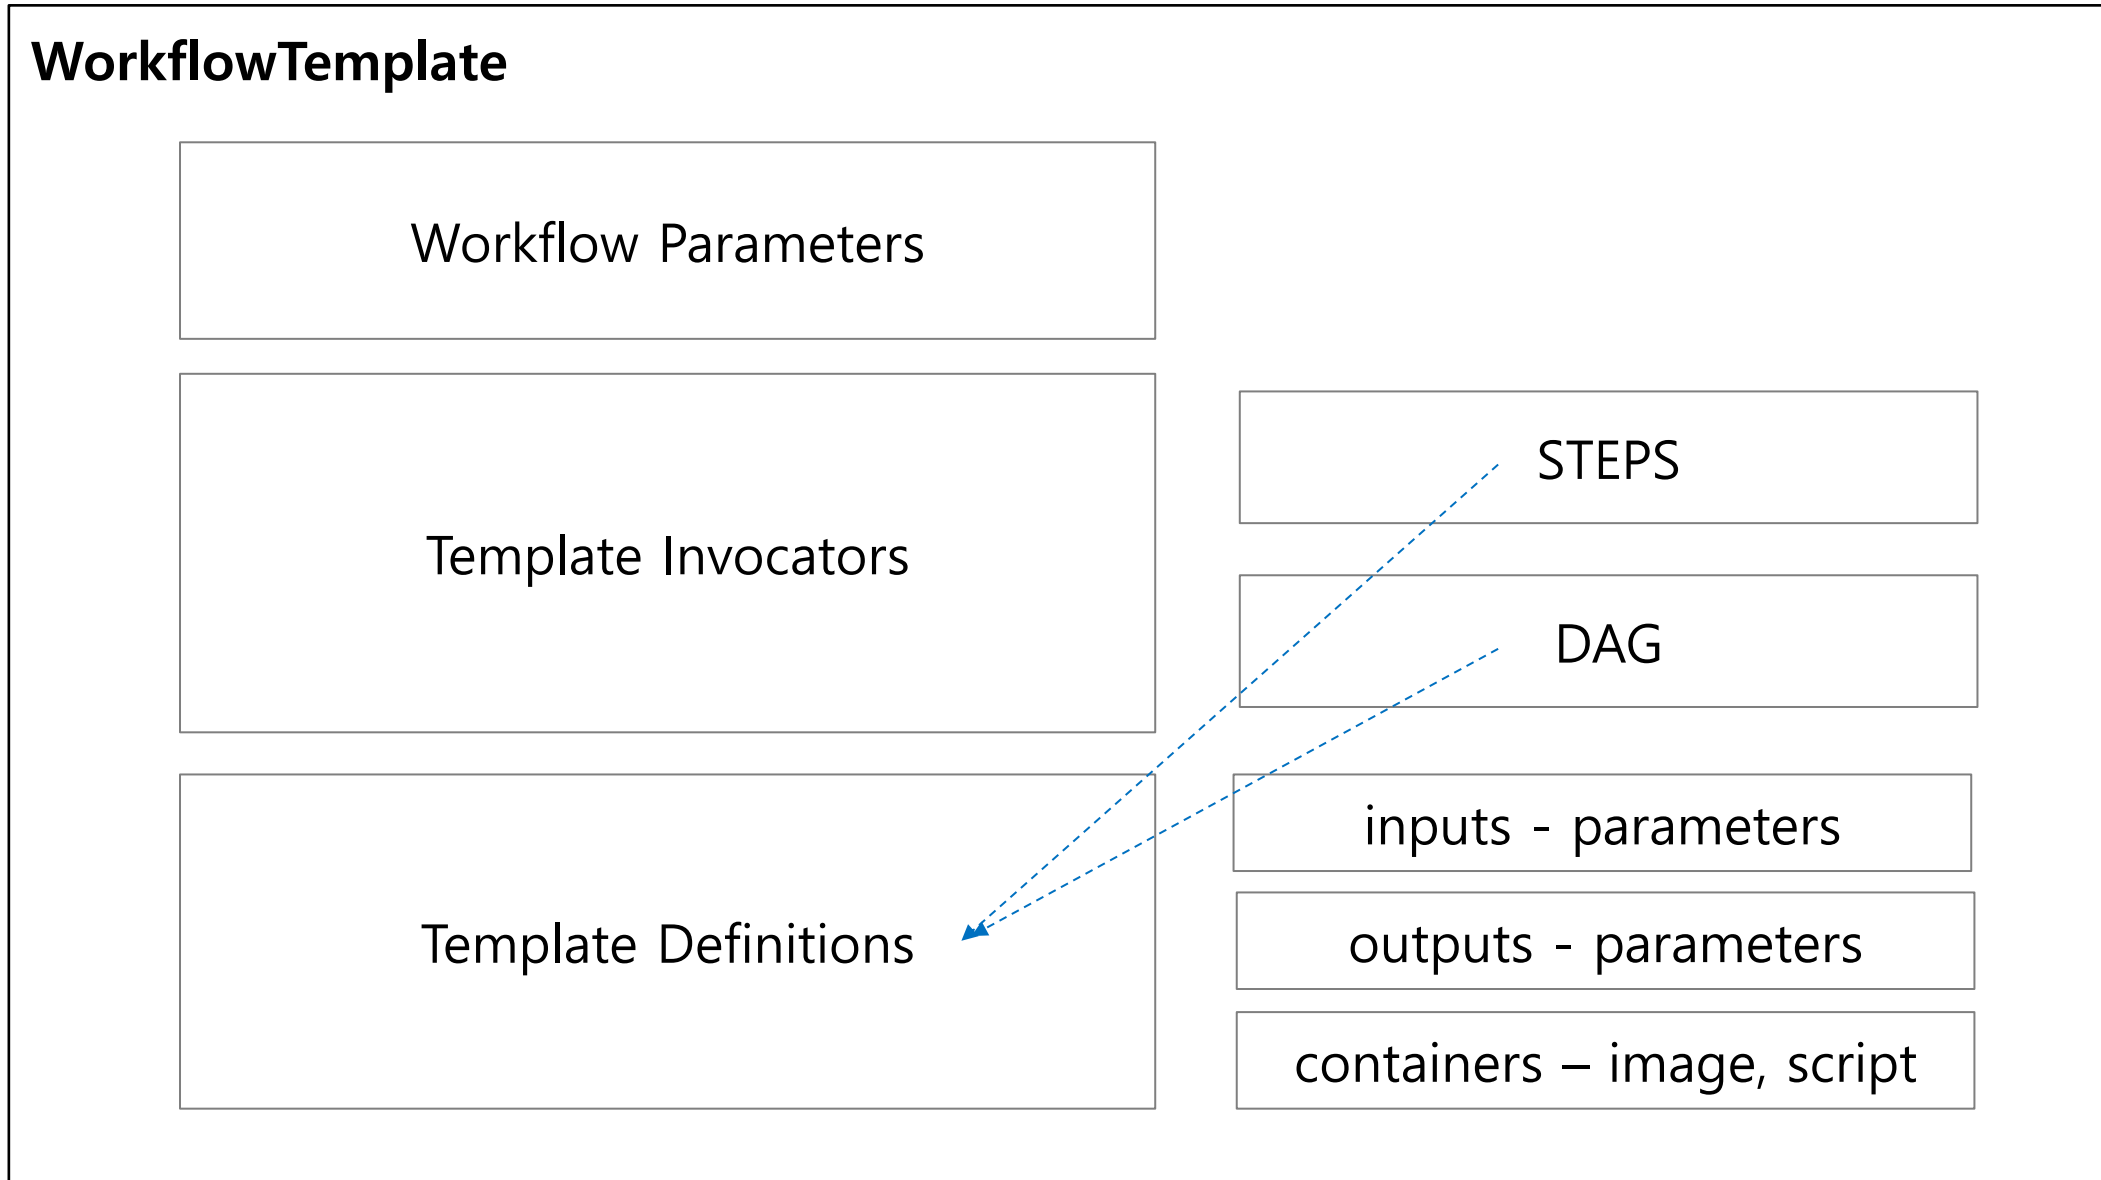 WorkflowTemplate
Workflow Parameters
Template Invocators
STEPS
DAG
Template Definitions
inputs - parameters
outputs - parameters
containers – image, script